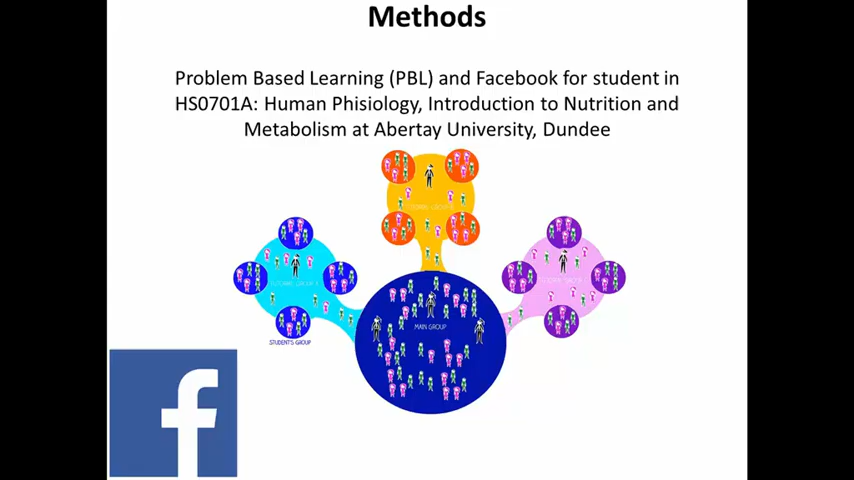 Methods
Problem Based Learning (PBL) and Facebook for student in
HS0701A: Human Phisiology, Introduction to Nutrition and
Metabolism at Abertay University, Dundee
MAIN GROUP
STUDENTS GROUP
f